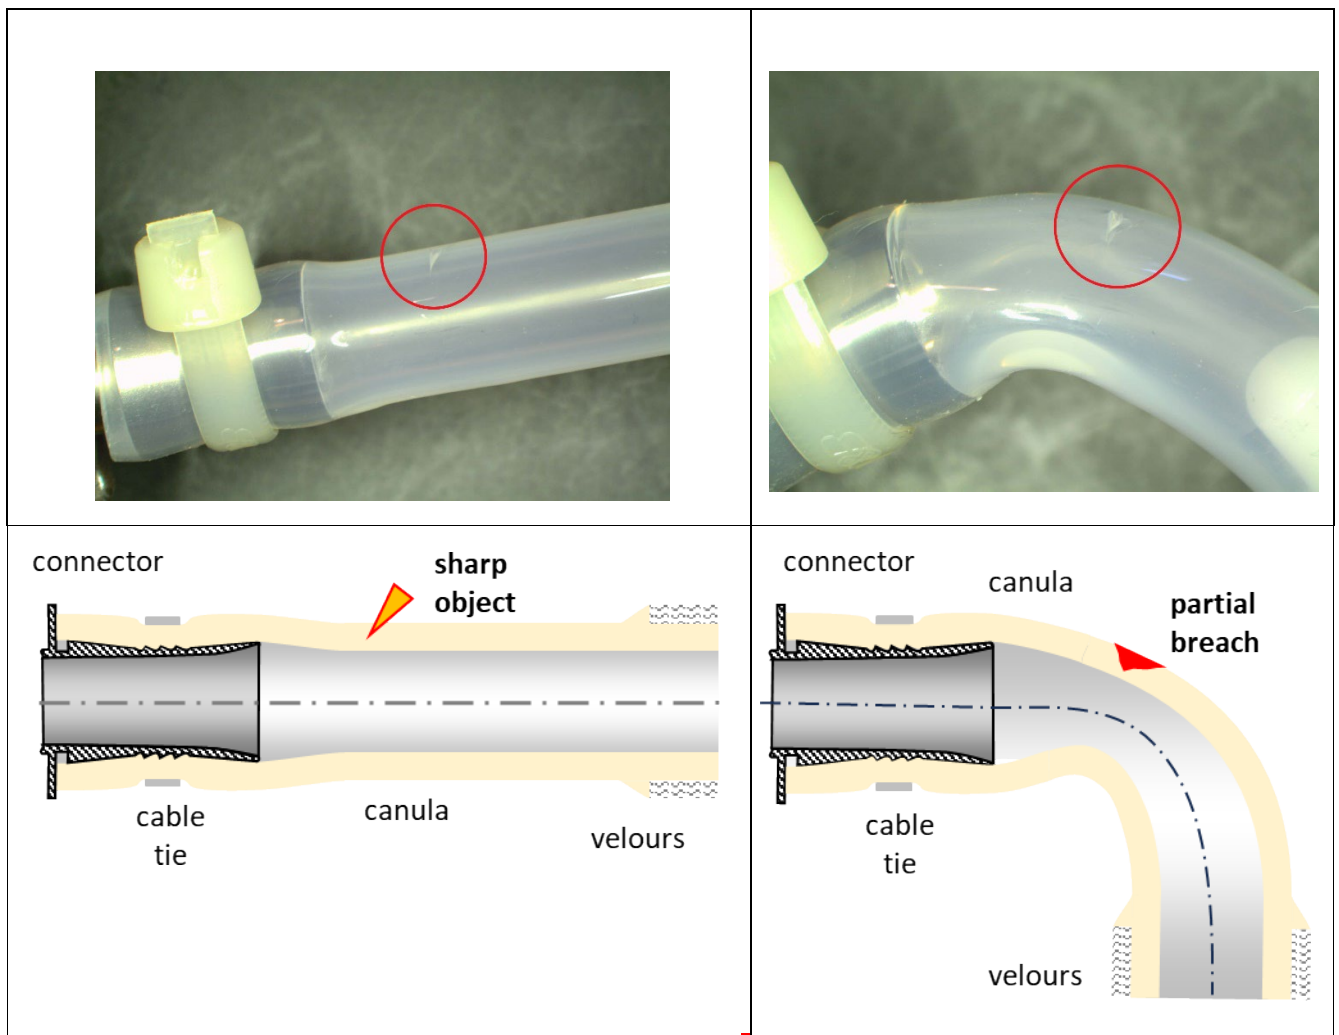 connector
sharp
object
cable
tie
canula
velours
connector
canula
partial
breach
cable
tie
velours